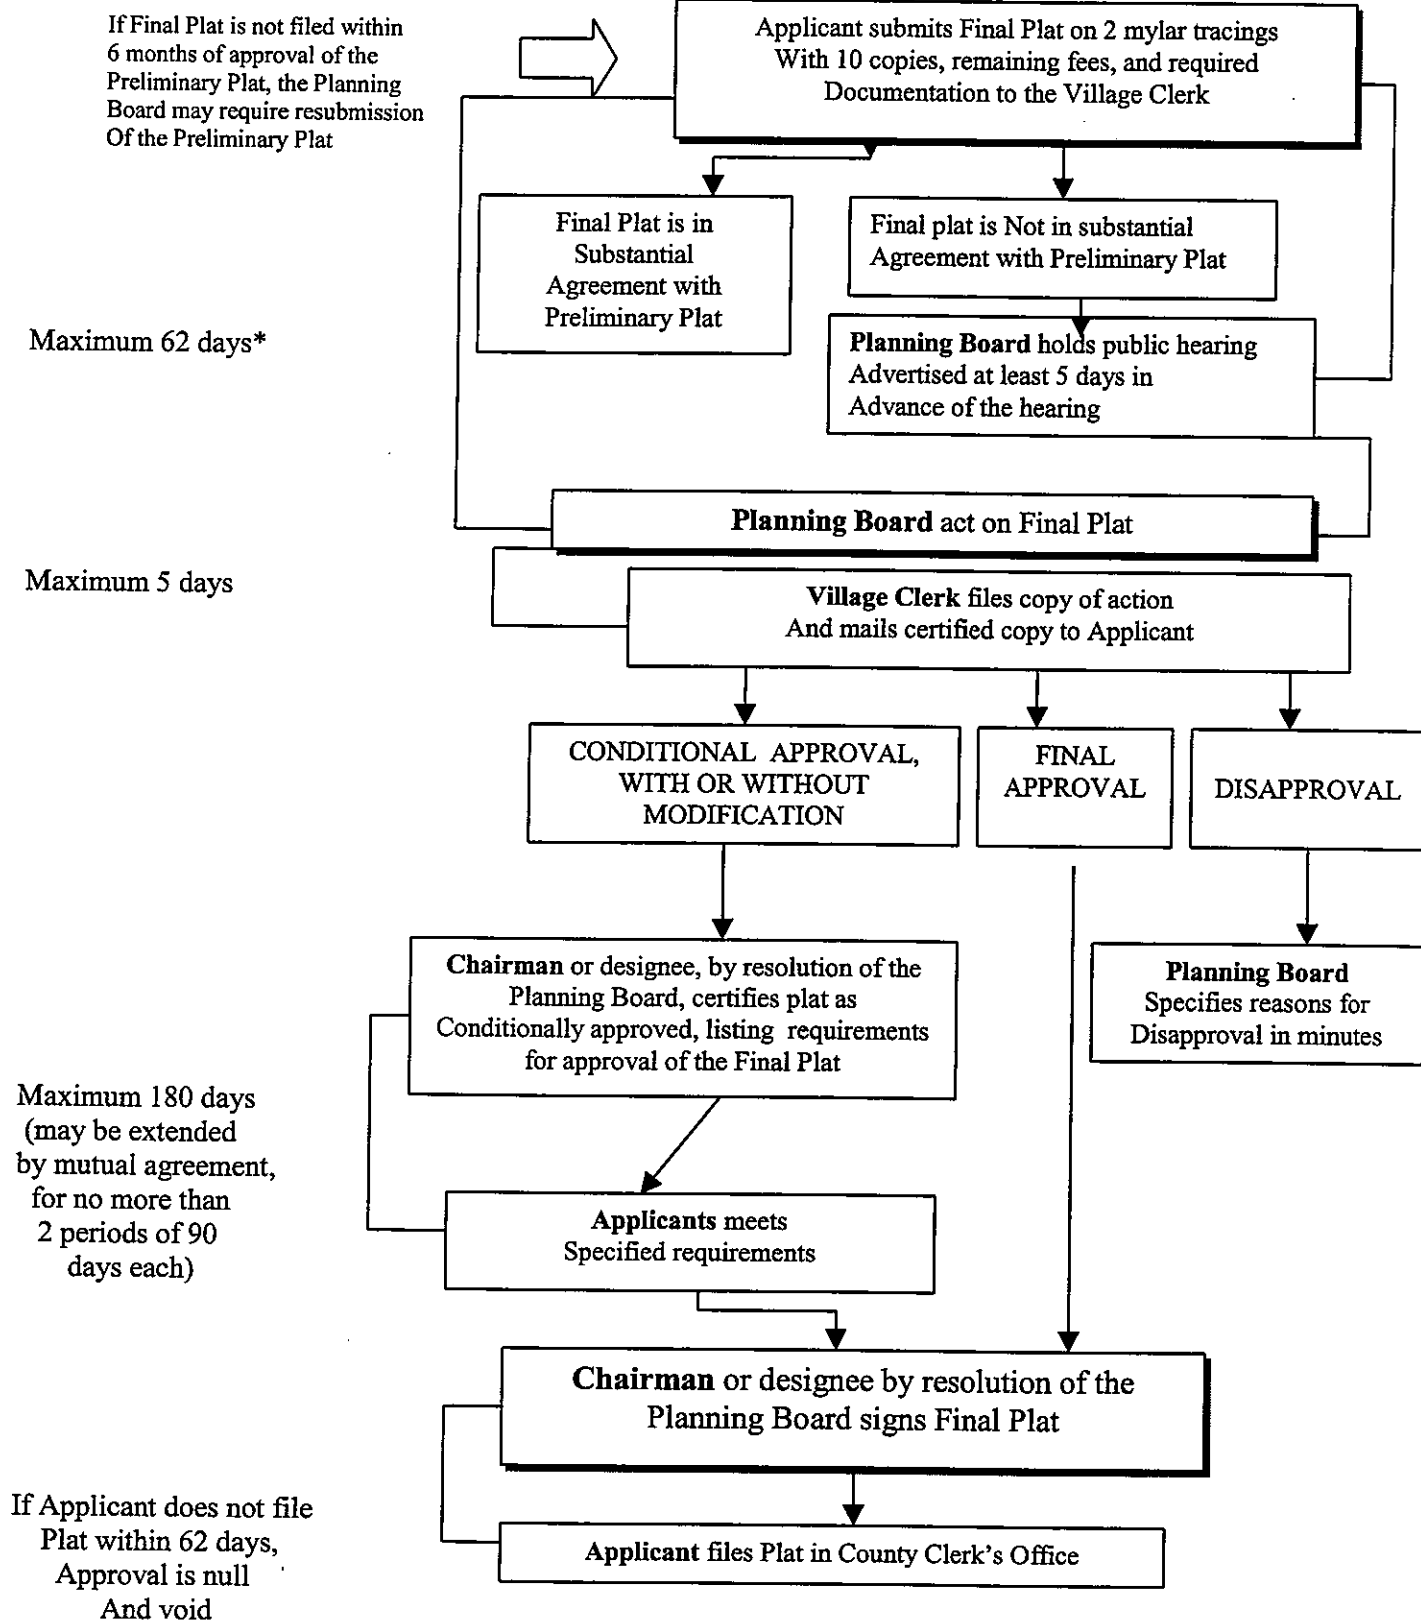 If Final Plat is not filed within
6 months of approval of the
Preliminary Plat, the Planning
Board may require resubmission
Of the Preliminary Plat
Applicant submits Final Plat on 2 mylar tracings
With 10 copies, remaining fees, and required
Documentation to the Village Clerk
Final Plat is in
Substantial
Agreement with
Preliminary Plat
Final plat is Not in substantial
Agreement with Preliminary Plat
Maximum 62 days*
Planning Board holds public hearing
Advertised at least 5 days in
Advance of the hearing
Planning Board act on Final Plat
Maximum 5 days
Village Clerk files copy of action
And mails certified copy to Applicant
CONDITIONAL APPROVAL,
WITH OR WITHOUT
MODIFICATION
FINAL
APPROVAL
DISAPPROVAL
Chairman or designee, by resolution of the
Planning Board, certifies plat as
Conditionally approved, listing requirements
for approval of the Final Plat
Planning Board
Specifies reasons for
Disapproval in minutes
Maximum 180 days
(may be extended
by mutual agreement,
for no more than
2 periods of 90
days each)
Applicants meets
Specified requirements
Chairman or designee by resolution of the
Planning Board signs Final Plat
If Applicant does not file
Plat within 62 days,
Approval is null
And void
Applicant files Plat in County Clerk's Office